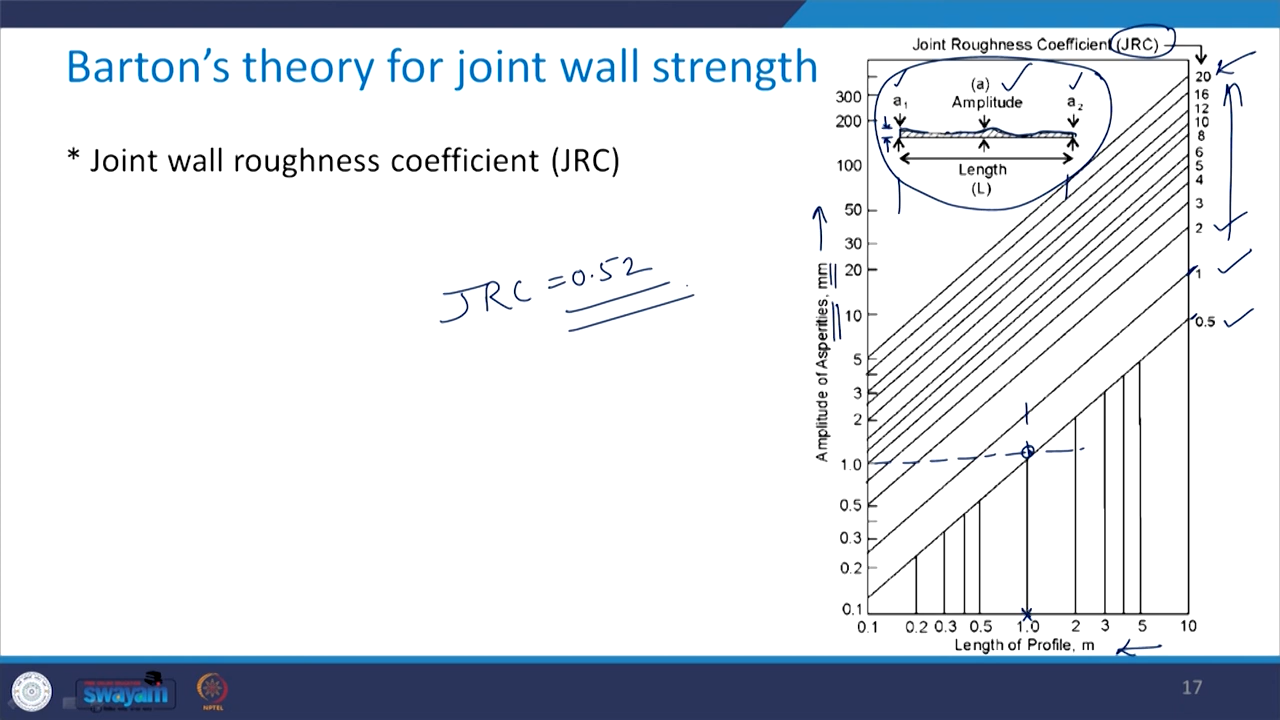 Barton's theory for joint wall strength
* Joint wall roughness coefficient (JRC)
JRC = 0.52
Joint Roughness Coefficient (JRC)
(a)
a1 Amplitude a2
Length
(L)
Amplitude of Asperities, mm
300
200
100
50
30
20
10
5
3
2
1.0
0.5
0.3
0.2
0.1
20
16
12
10
8
6
5
4
3
2
1
0.5
0.1 0.2 0.3 0.5 1.0 2 3 5 10
Length of Profile, m
swayam
NPTEL
17